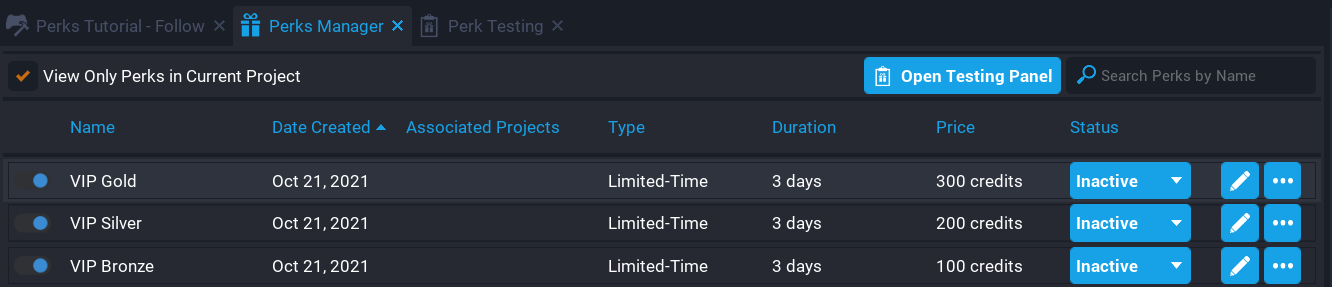 Perks Tutorial - Follow Perks Manager Perk Testing
View Only Perks in Current Project Open Testing Panel Search Perks by Name
Name Date Created Associated Projects Type Duration Price Status
VIP Gold Oct 21, 2021 Limited-Time 3 days 300 credits Inactive
VIP Silver Oct 21, 2021 Limited-Time 3 days 200 credits Inactive
VIP Bronze Oct 21, 2021 Limited-Time 3 days 100 credits Inactive